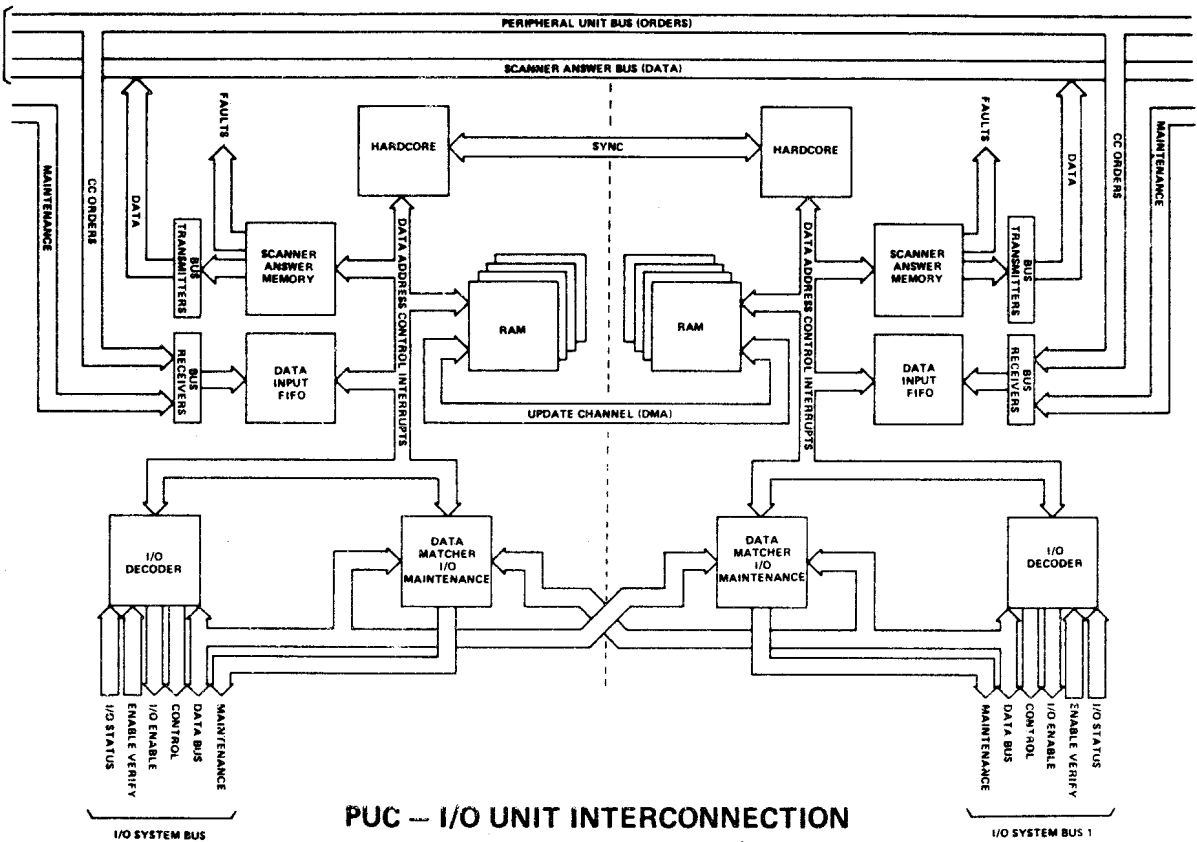 PERIPHERAL UNIT BUS (ORDERS)
SCANNER ANSWER BUS (DATA)
MAINTENANCE
CC ORDERS
DATA
FAULTS
HARDCORE
SYNC
HARDCORE
FAULTS
DATA
CC ORDERS
MAINTENANCE
BUS
TRANSMITTERS
SCANNER
ANSWER
MEMORY
DATA ADDRESS CONTROL INTERRUPTS
RAM
RAM
DATA ADDRESS CONTROL INTERRUPTS
SCANNER
ANSWER
MEMORY
BUS
TRANSMITTERS
BUS
RECEIVERS
DATA
INPUT
FIFO
UPDATE CHANNEL (DMA)
DATA
INPUT
FIFO
BUS
RECEIVERS
I/O
DECODER
DATA
MATCHER
I/O
MAINTENANCE
DATA
MATCHER
I/O
MAINTENANCE
I/O
DECODER
I/O STATUS
ENABLE VERIFY
I/O ENABLE
CONTROL
DATA BUS
MAINTENANCE
MAINTENANCE
DATA BUS
CONTROL
I/O ENABLE
ENABLE VERIFY
I/O STATUS
I/O SYSTEM BUS
PUC – I/O UNIT INTERCONNECTION
I/O SYSTEM BUS 1